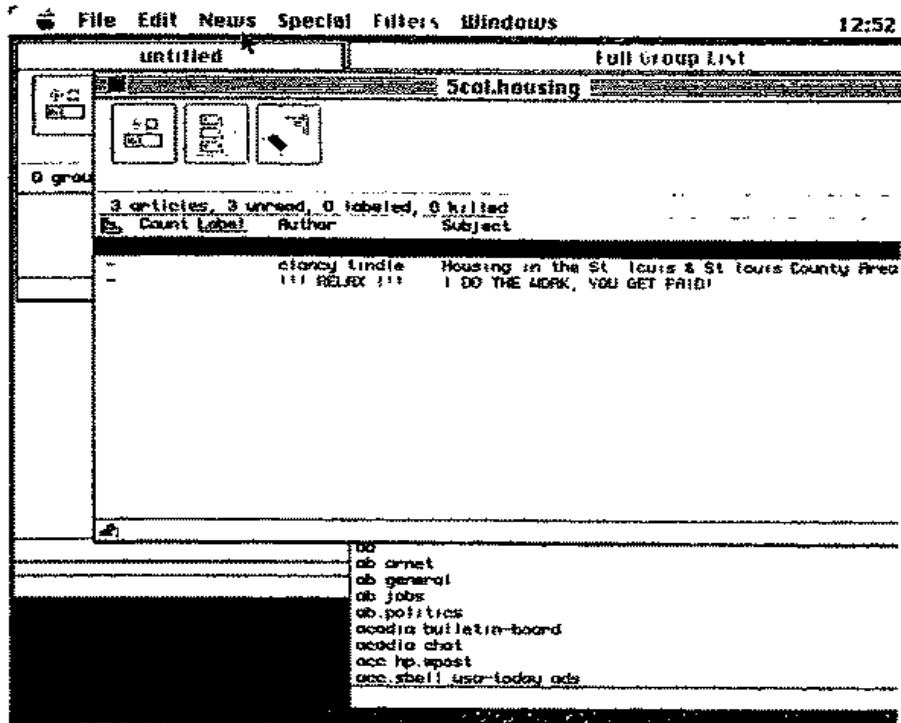 File Edit News Special Filters Windows 12:52
untitled Full Group List
5col.housing
0 grou
3 articles, 3 unread, 0 labeled, 0 killed
Count Label Author Subject
clancy tindle Housing in the St louis & St louis County Area
!!! RELAX !!! I DO THE WORK, YOU GET PAID!
ab arnet
ab general
ab jobs
ab.politics
acadia bulletin-board
acadia chat
acc hp.wpost
acc.sbell usa-today ads